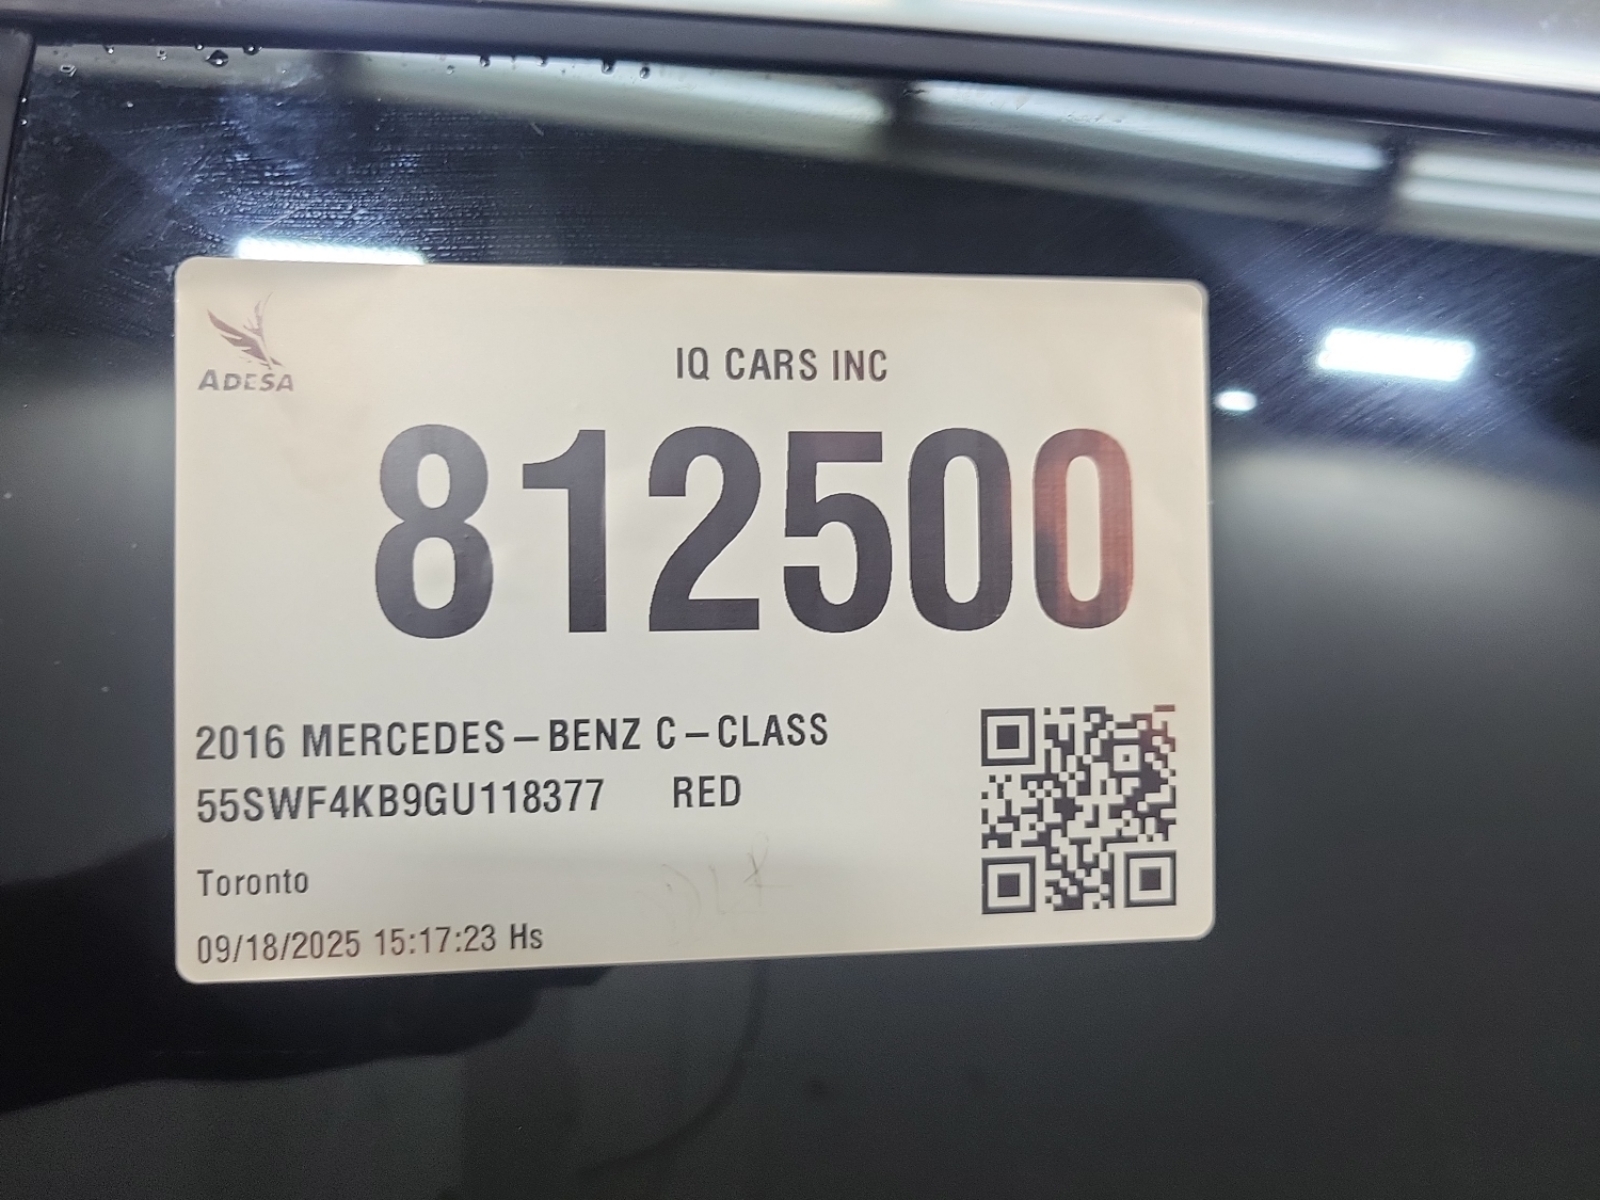 ADESA
IQ CARS INC
812500
2016 MERCEDES-BENZ C-CLASS
55SWF4KB9GU118377 RED
Toronto
09/18/2025 15:17:23 Hs